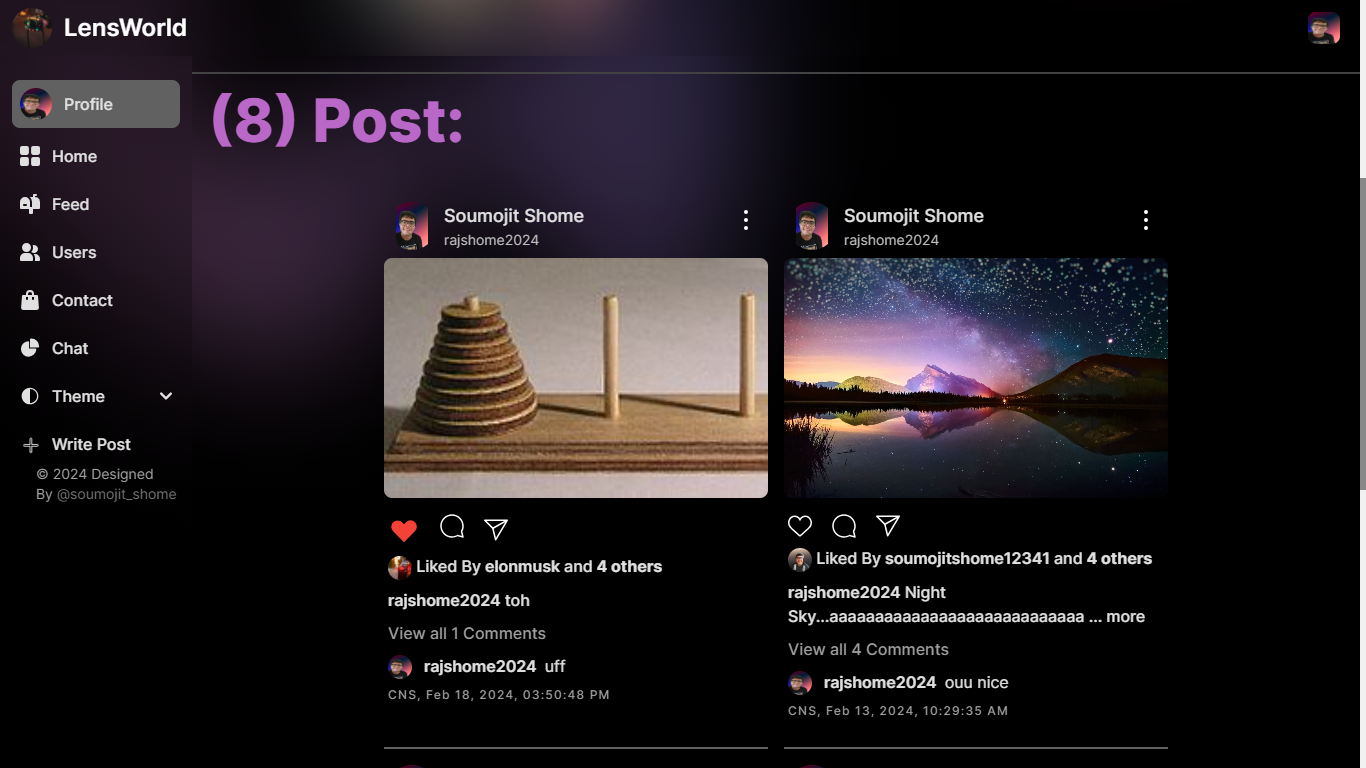 LensWorld
Profile
Home
Feed
Users
Contact
Chat
Theme
Write Post
© 2024 Designed
By @soumojit_shome
(8) Post:
Soumojit Shome
rajshome2024
Liked By elonmusk and 4 others
rajshome2024 toh
View all 1 Comments
rajshome2024 uff
CNS, Feb 18, 2024, 03:50:48 PM
Soumojit Shome
rajshome2024
Liked By soumojitshome12341 and 4 others
rajshome2024 Night
Sky...aaaaaaaaaaaaaaaaaaaaaaaaaaaa ... more
View all 4 Comments
rajshome2024 ouu nice
CNS, Feb 13, 2024, 10:29:35 AM